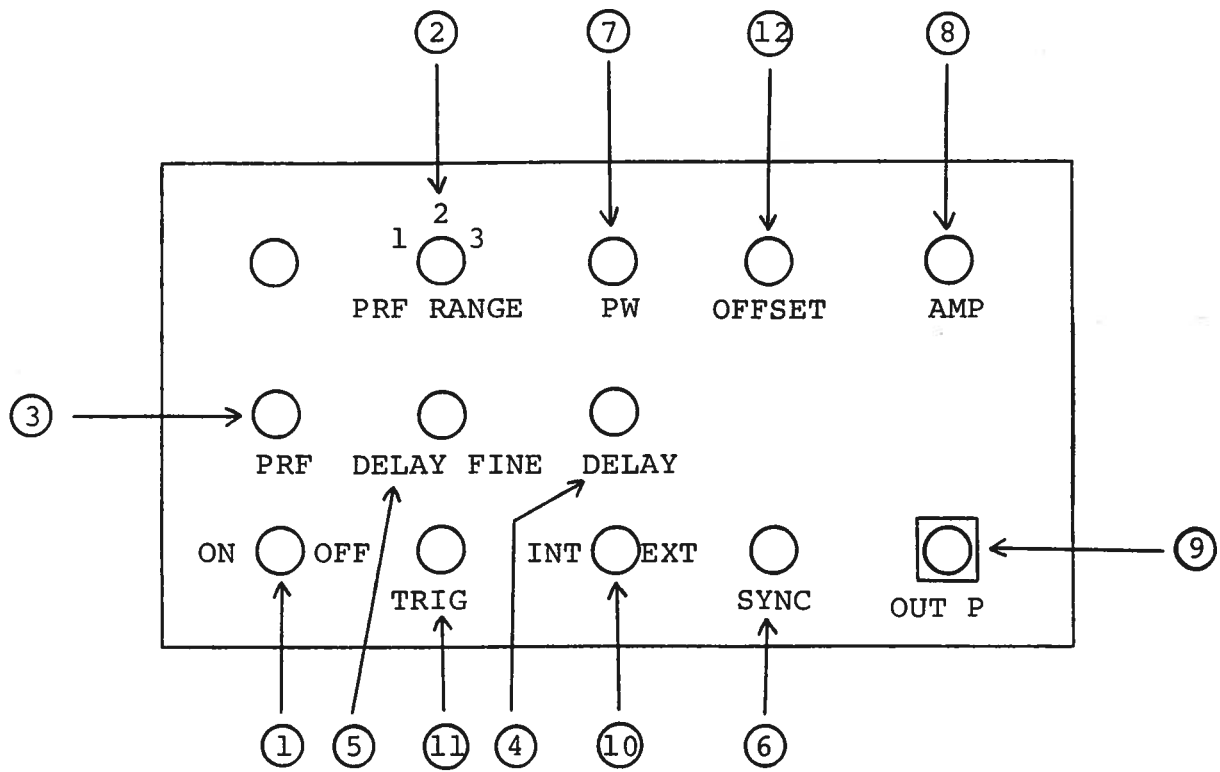 2 7 12 8
2
1 3
PRF RANGE PW OFFSET AMP
3
PRF DELAY FINE DELAY
ON OFF INT EXT
9
TRIG SYNC OUT P
1 5 11 4 10 6